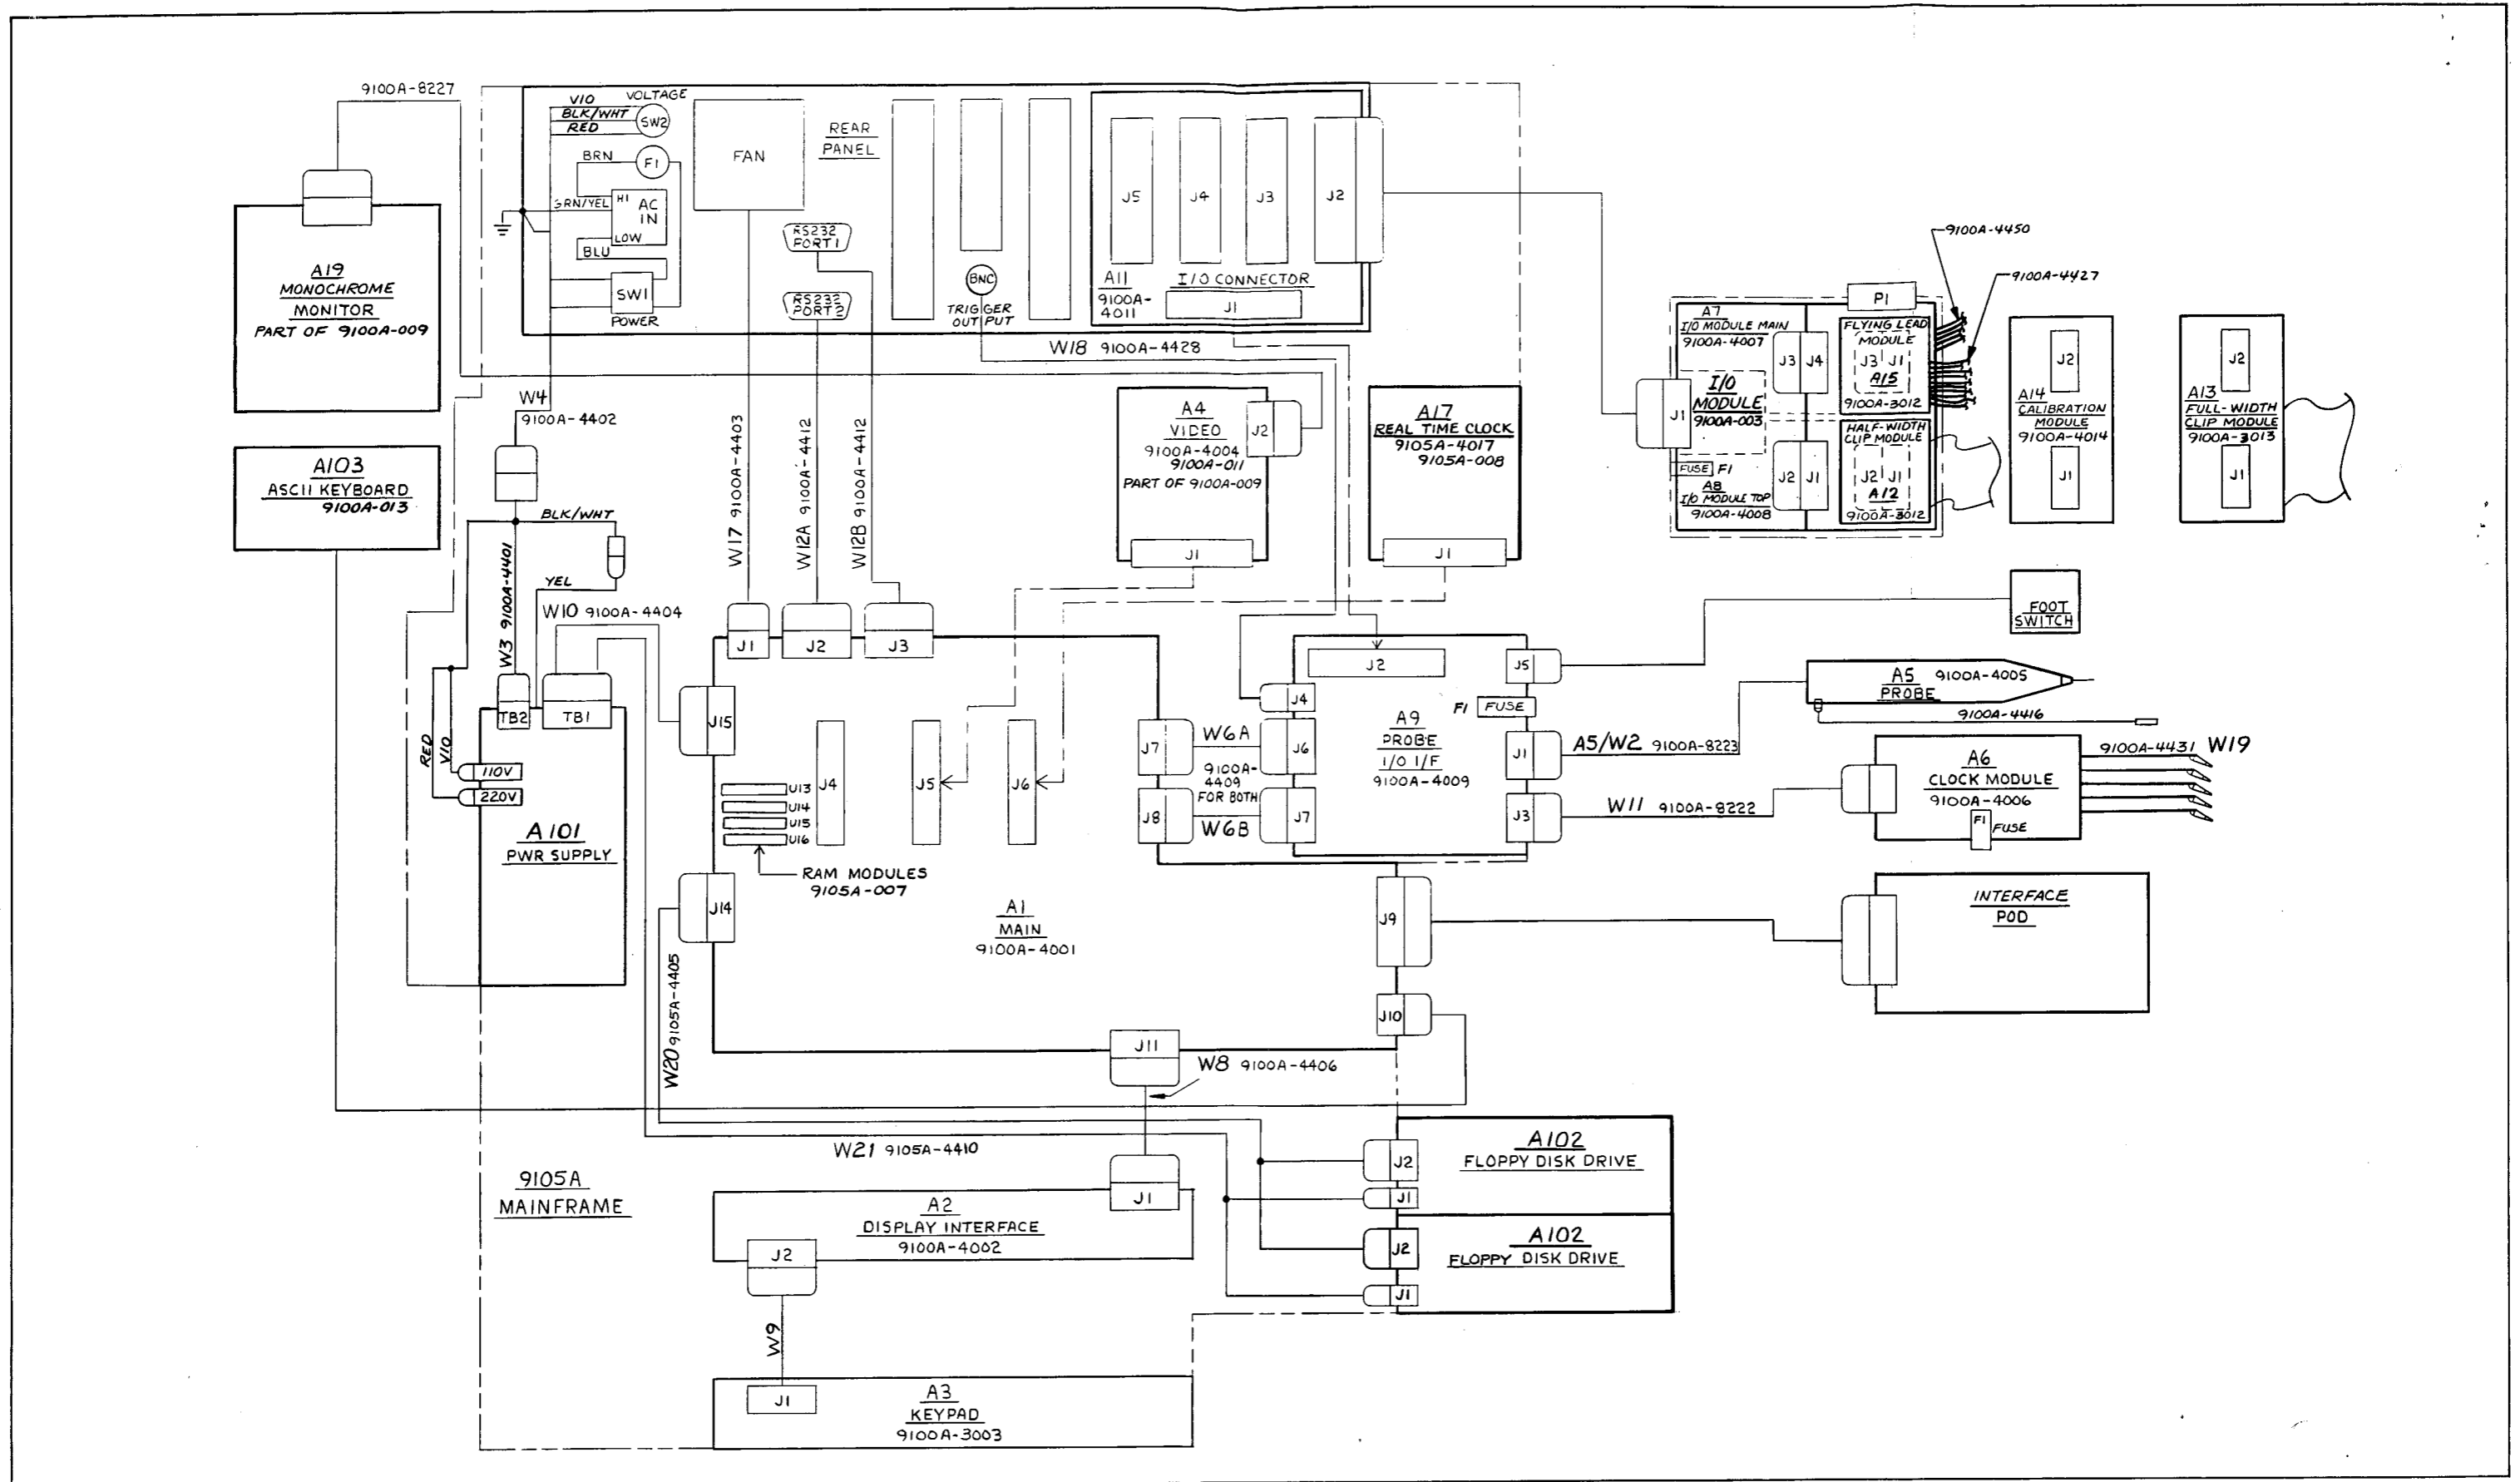 9100A-8227
A19
MONOCHROME
MONITOR
PART OF 9100A-009
A103
ASCII KEYBOARD
9100A-013
VIO
VOLTAGE
BLK/WHT
SW2
RED
BRN
F1
GRN/YEL
HI
AC
IN
LOW
BLU
SW1
POWER
FAN
REAR
PANEL
RS232
PORT1
RS232
PORT2
BNC
TRIGGER
OUTPUT
J5
J4
J3
J2
A11
9100A-
4011
I/O CONNECTOR
J1
W18 9100A-4428
W4
9100A-4402
BLK/WHT
YEL
W3 9100A-4401
W10 9100A-4404
W17 9100A-4403
W12A 9100A-4412
W12B 9100A-4412
A4
VIDEO
9100A-4004
9100A-011
PART OF 9100A-009
J2
J1
A17
REAL TIME CLOCK
9105A-4017
9105A-008
J1
9100A-4450
9100A-4427
P1
A7
I/O MODULE MAIN
9100A-4007
J3
J4
FLYING LEAD
MODULE
J3
J1
A15
9100A-3012
J1
I/O
MODULE
9100A-003
FUSE
F1
A8
I/O MODULE TOP
9100A-4008
J2
J1
HALF-WIDTH
CLIP MODULE
J2
J1
A12
9100A-3012
J2
A14
CALIBRATION
MODULE
9100A-4014
J1
J2
A13
FULL-WIDTH
CLIP MODULE
9100A-3013
J1
RED
VIO
TB2
TB1
110V
220V
A101
PWR SUPPLY
J1
J2
J3
J15
J14
J4
J5
J6
U13
U14
U15
U16
RAM MODULES
9105A-007
A1
MAIN
9100A-4001
J7
J8
W6A
9100A-
4409
FOR BOTH
W6B
J2
J4
J6
J7
A9
PROBE
I/O I/F
9100A-4009
J5
F1
FUSE
J1
J3
A5/W2 9100A-8223
W11 9100A-8222
FOOT
SWITCH
A5
9100A-4005
PROBE
9100A-4416
A6
CLOCK MODULE
9100A-4006
F1
FUSE
9100A-4431 W19
J9
J10
INTERFACE
POD
J11
W8 9100A-4406
W20 9105A-4405
W21 9105A-4410
9105A
MAINFRAME
A2
DISPLAY INTERFACE
9100A-4002
J1
J2
W9
J1
A3
KEYPAD
9100A-3003
J2
J1
A102
FLOPPY DISK DRIVE
J2
J1
A102
FLOPPY DISK DRIVE